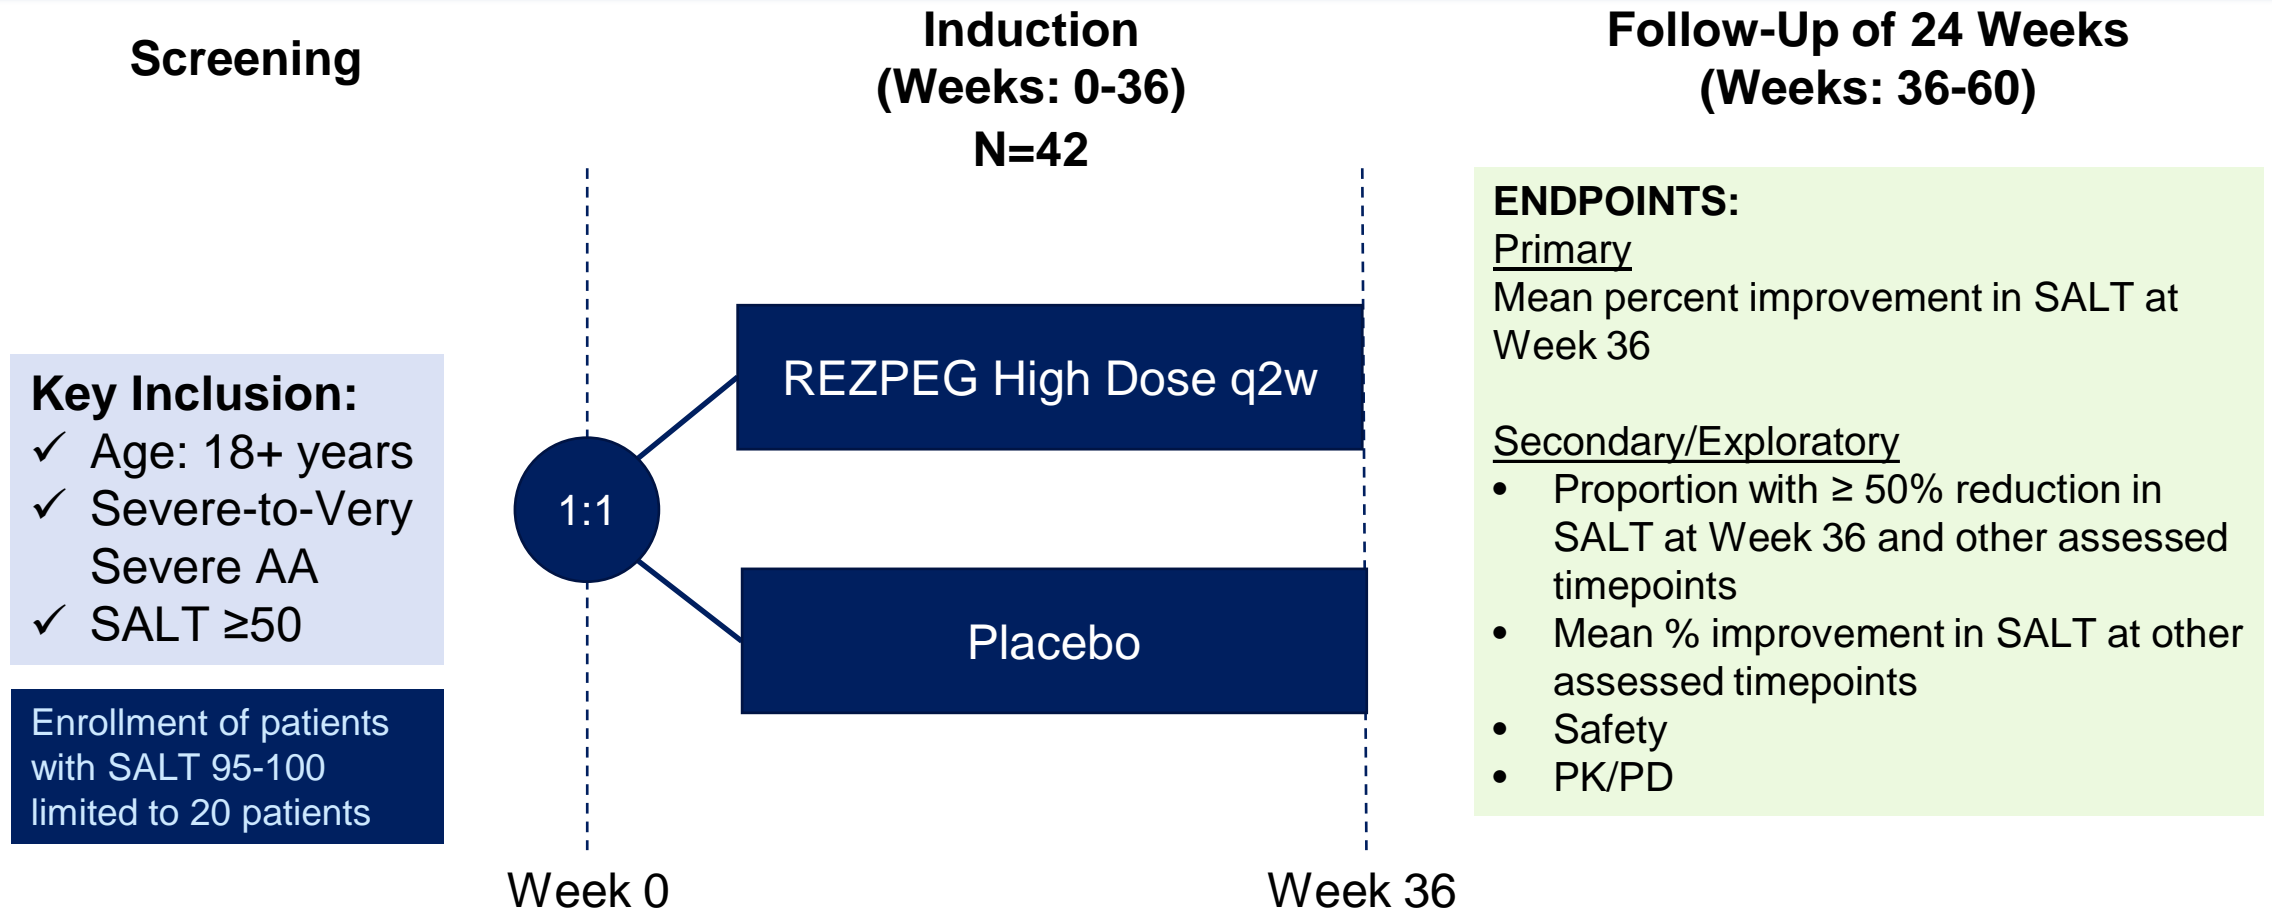 Screening
Induction
(Weeks: 0-36)
N=42
Follow-Up of 24 Weeks
(Weeks: 36-60)
Key Inclusion:
✓ Age: 18+ years
✓ Severe-to-Very
Severe AA
✓ SALT ≥50
Enrollment of patients
with SALT 95-100
limited to 20 patients
1:1
REZPEG High Dose q2w
Placebo
Week 0
Week 36
ENDPOINTS:
Primary
Mean percent improvement in SALT at
Week 36
Secondary/Exploratory
• Proportion with ≥ 50% reduction in
SALT at Week 36 and other assessed
timepoints
• Mean % improvement in SALT at other
assessed timepoints
• Safety
• PK/PD